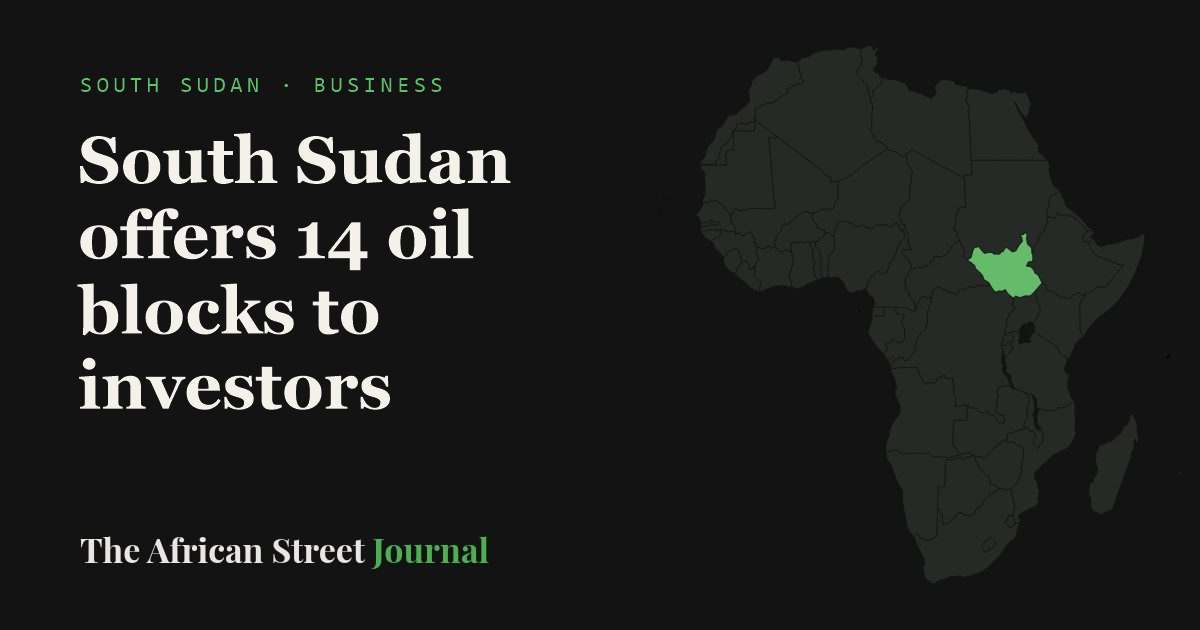 SOUTH SUDAN · BUSINESS
South Sudan
offers 14 oil
blocks to
investors
The African Street Journal